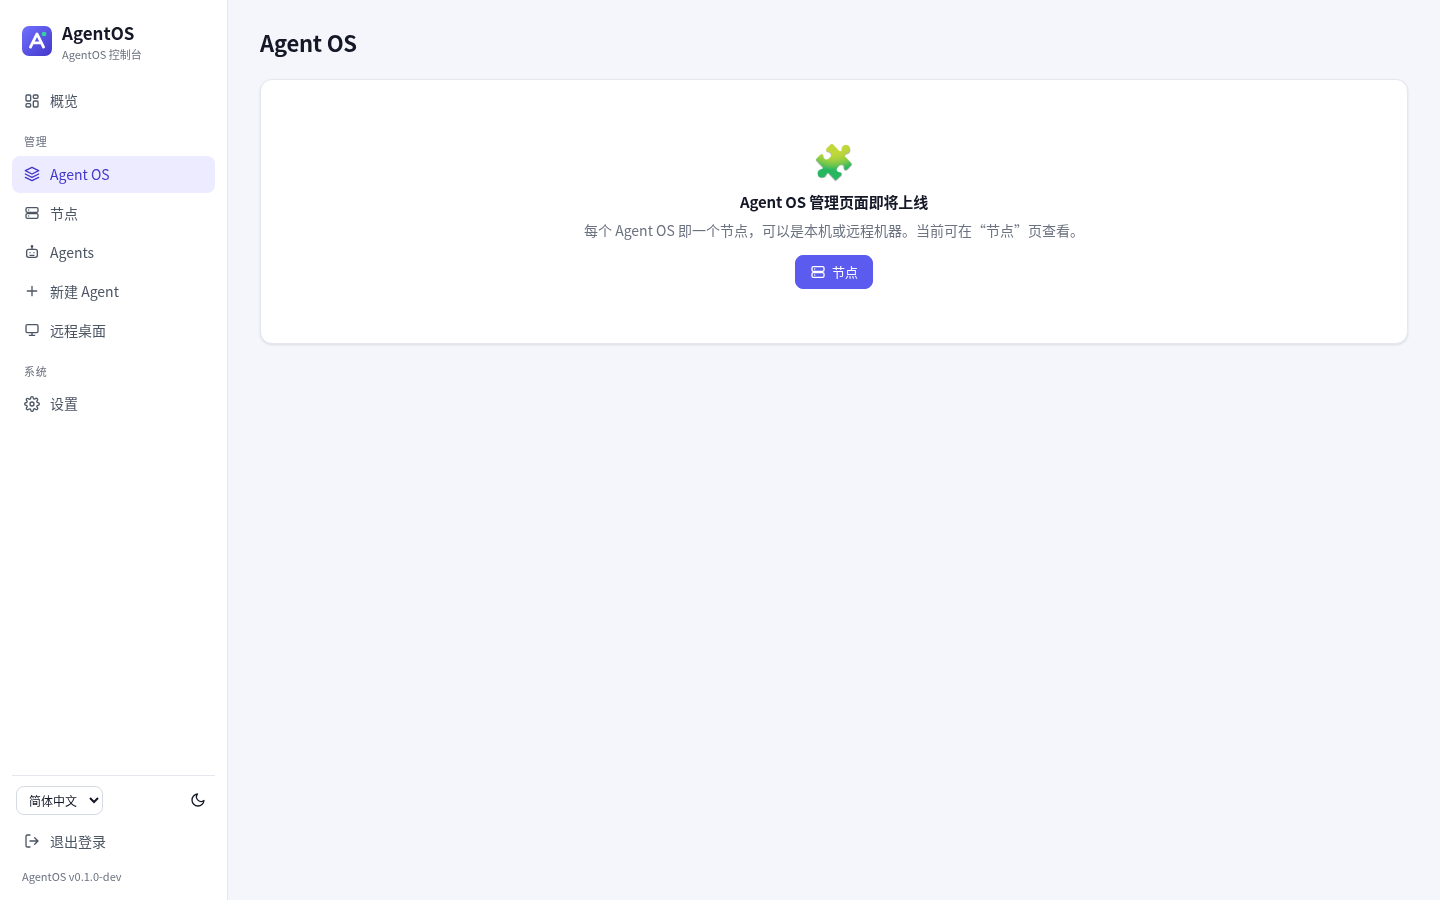 AgentOS
AgentOS 控制台
概览
管理
Agent OS
节点
Agents
新建 Agent
远程桌面
系统
设置
简体中文
退出登录
AgentOS v0.1.0-dev
Agent OS
Agent OS 管理页面即将上线
每个 Agent OS 即一个节点，可以是本机或远程机器。当前可在“节点”页查看。
节点